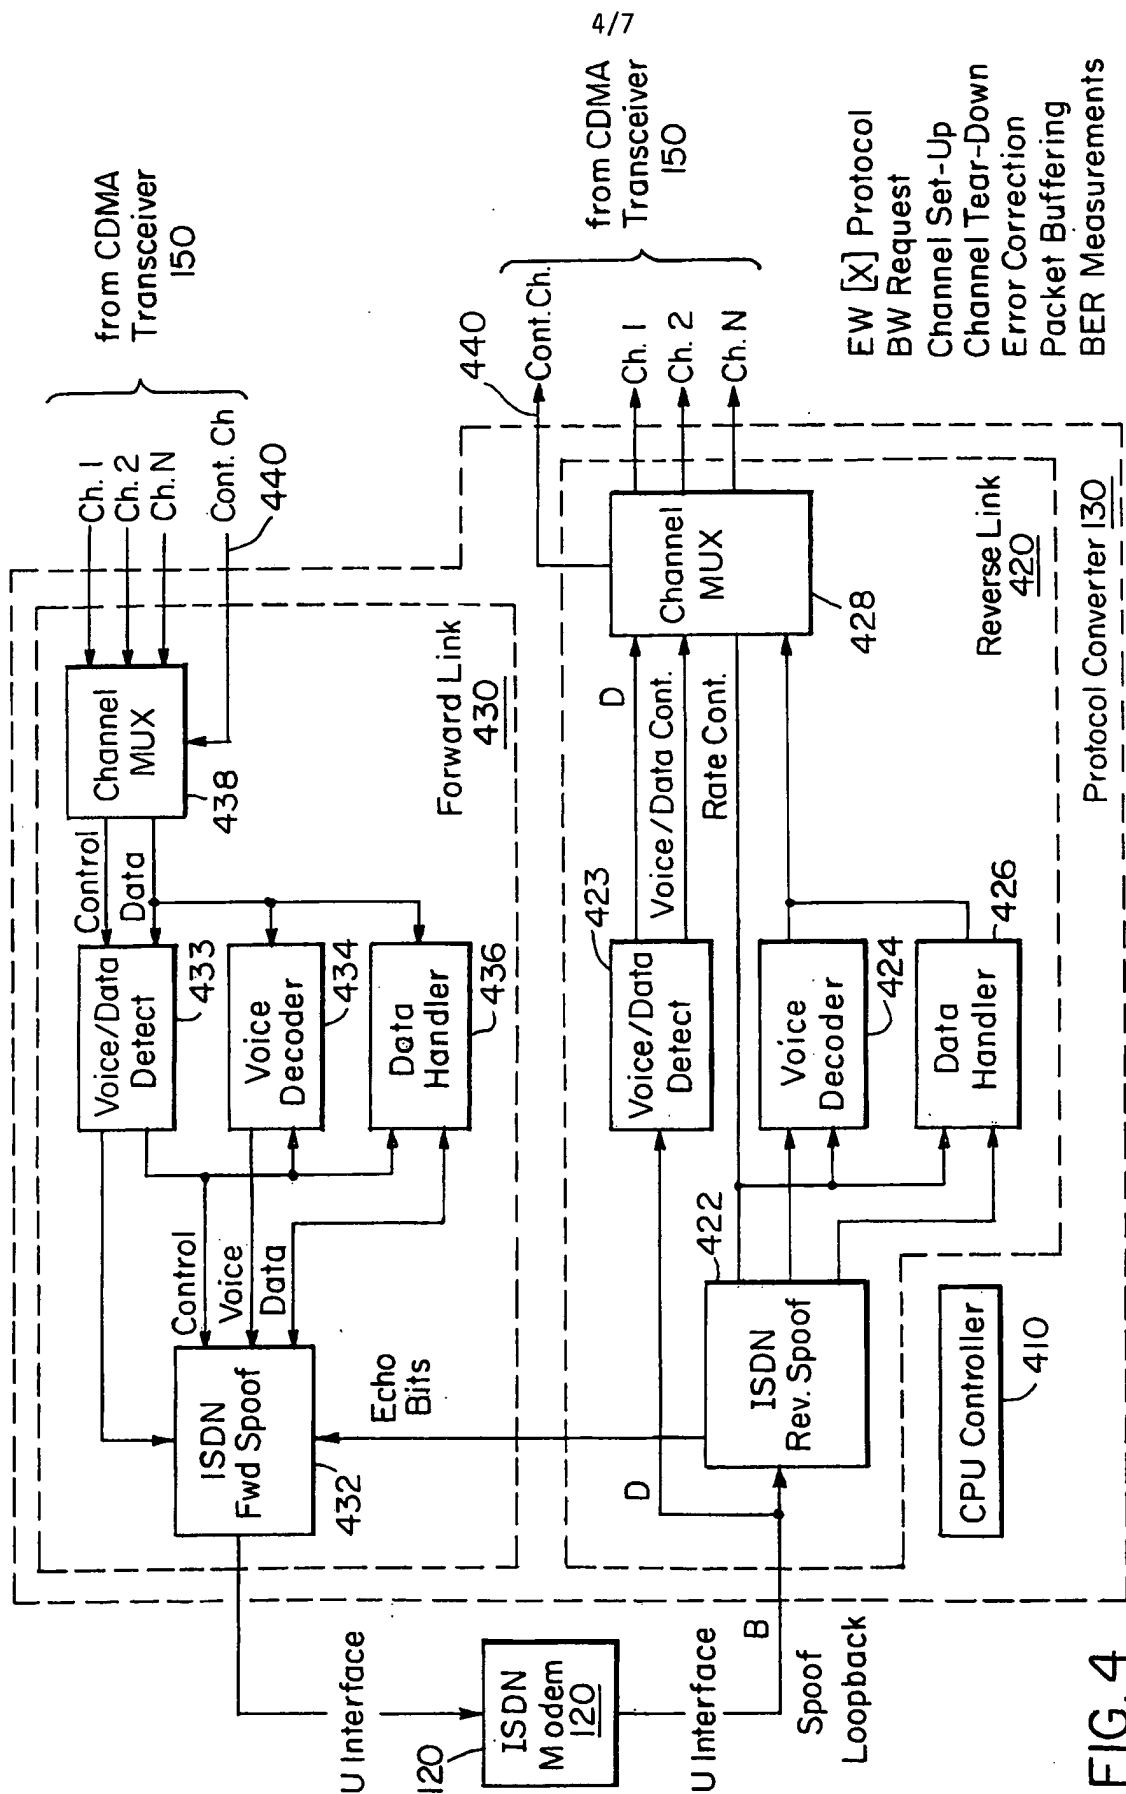 4/7
from CDMA
Transceiver
150
Ch. 1
Ch. 2
Ch. N
Cont. Ch
440
Channel
MUX
438
Control
Data
Forward Link
430
Voice/Data
Detect
433
Voice
Decoder
434
Data
Handler
436
Control
Voice
Data
ISDN
Fwd Spoof
432
Echo
Bits
U Interface
120
ISDN
Modem
120
U Interface
B
Spoof
Loopback
D
ISDN
Rev. Spoof
422
Voice/Data
Detect
423
Voice
Decoder
424
Data
Handler
426
D
Voice/Data Cont.
Rate Cont.
Channel
MUX
428
440
Cont. Ch.
Ch. 1
Ch. 2
Ch. N
from CDMA
Transceiver
150
Reverse Link
420
CPU Controller
410
Protocol Converter 130
EW [X] Protocol
BW Request
Channel Set-Up
Channel Tear-Down
Error Correction
Packet Buffering
BER Measurements
FIG. 4